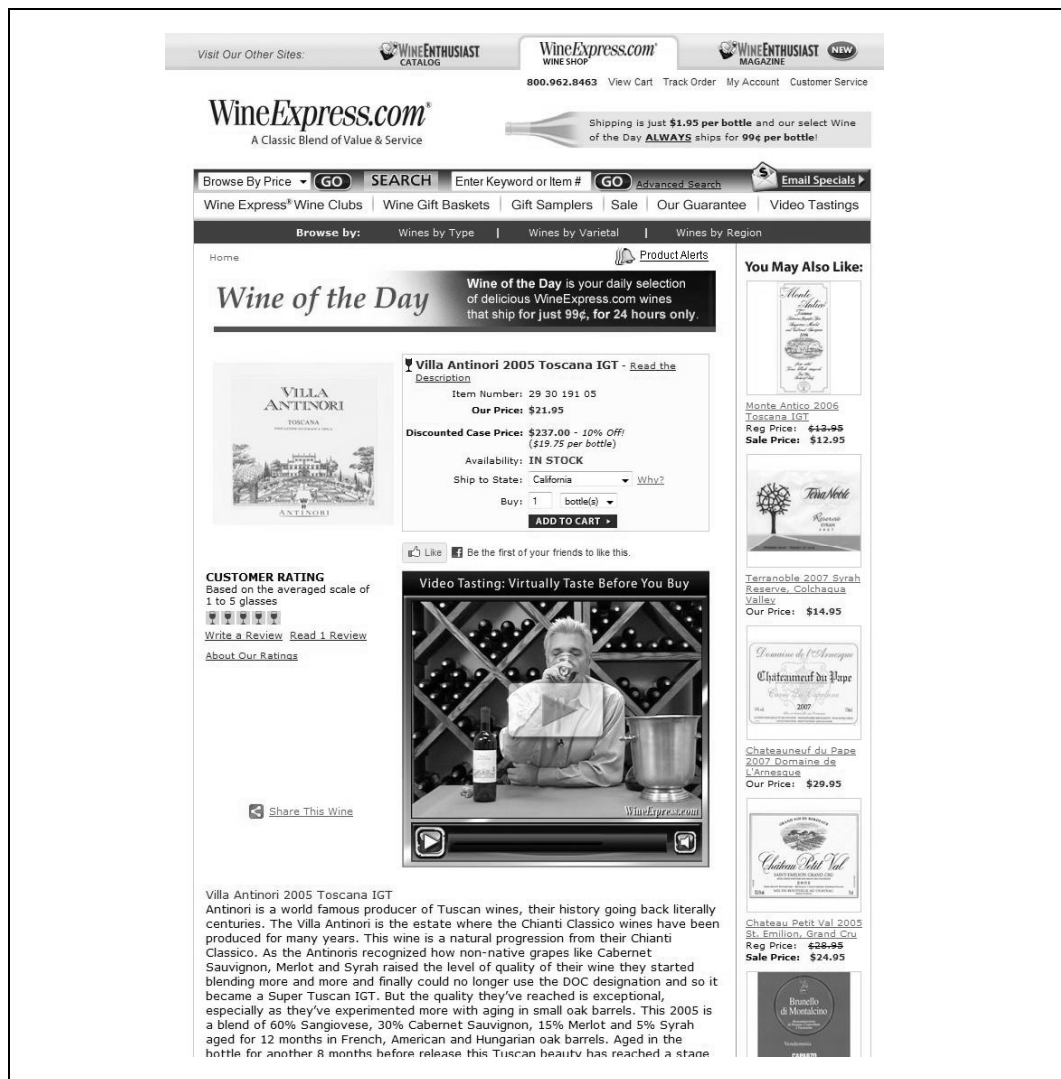 Visit Our Other Sites:
WINEENTHUSIAST
CATALOG
WineExpress.com®
WINE SHOP
WINEENTHUSIAST
MAGAZINE
NEW
800.962.8463 View Cart Track Order My Account Customer Service
WineExpress.com®
A Classic Blend of Value & Service
Shipping is just $1.95 per bottle and our select Wine
of the Day ALWAYS ships for 99¢ per bottle!
Browse By Price GO SEARCH Enter Keyword or Item # GO Advanced Search $ Email Specials
Wine Express® Wine Clubs | Wine Gift Baskets | Gift Samplers | Sale | Our Guarantee | Video Tastings
Browse by: Wines by Type | Wines by Varietal | Wines by Region
Home
Product Alerts
Wine of the Day
Wine of the Day is your daily selection
of delicious WineExpress.com wines
that ship for just 99¢, for 24 hours only.
VILLA
ANTINORI
TOSCANA
ANTINORI
Villa Antinori 2005 Toscana IGT - Read the
Description
Item Number: 29 30 191 05
Our Price: $21.95
Discounted Case Price: $237.00 - 10% Off!
($19.75 per bottle)
Availability: IN STOCK
Ship to State: California Why?
Buy: 1 bottle(s)
ADD TO CART
Like Be the first of your friends to like this.
CUSTOMER RATING
Based on the averaged scale of
1 to 5 glasses
Write a Review Read 1 Review
About Our Ratings
Share This Wine
Video Tasting: Virtually Taste Before You Buy
WineExpress.com
Villa Antinori 2005 Toscana IGT
Antinori is a world famous producer of Tuscan wines, their history going back literally
centuries. The Villa Antinori is the estate where the Chianti Classico wines have been
produced for many years. This wine is a natural progression from their Chianti
Classico. As the Antinoris recognized how non-native grapes like Cabernet
Sauvignon, Merlot and Syrah raised the level of quality of their wine they started
blending more and more and finally could no longer use the DOC designation and so it
became a Super Tuscan IGT. But the quality they've reached is exceptional,
especially as they've experimented more with aging in small oak barrels. This 2005 is
a blend of 60% Sangiovese, 30% Cabernet Sauvignon, 15% Merlot and 5% Syrah
aged for 12 months in French, American and Hungarian oak barrels. Aged in the
bottle for another 8 months before release this Tuscan beauty has reached a stage
You May Also Like:
Monte
Antico
Monte Antico 2006
Toscana IGT
Reg Price: $13.95
Sale Price: $12.95
TerraNoble
Reserva
SYRAH
2007
Terranoble 2007 Syrah
Reserve, Colchaqua
Valley
Our Price: $14.95
Domaine de l'Arnesque
Châteauneuf du Pape
2007
Chateauneuf du Pape
2007 Domaine de
L'Arnesque
Our Price: $29.95
Château Petit Val
SAINT-EMILION GRAND CRU
2005
Chateau Petit Val 2005
St. Emilion, Grand Cru
Reg Price: $28.95
Sale Price: $24.95
Brunello
di Montalcino